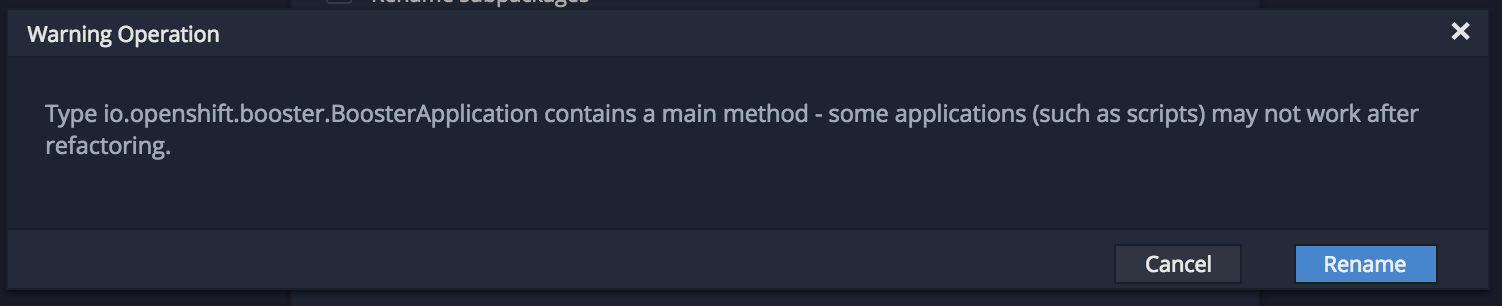 Rename subpackages
Warning Operation
Type io.openshift.booster.BoosterApplication contains a main method - some applications (such as scripts) may not work after
refactoring.
Cancel
Rename